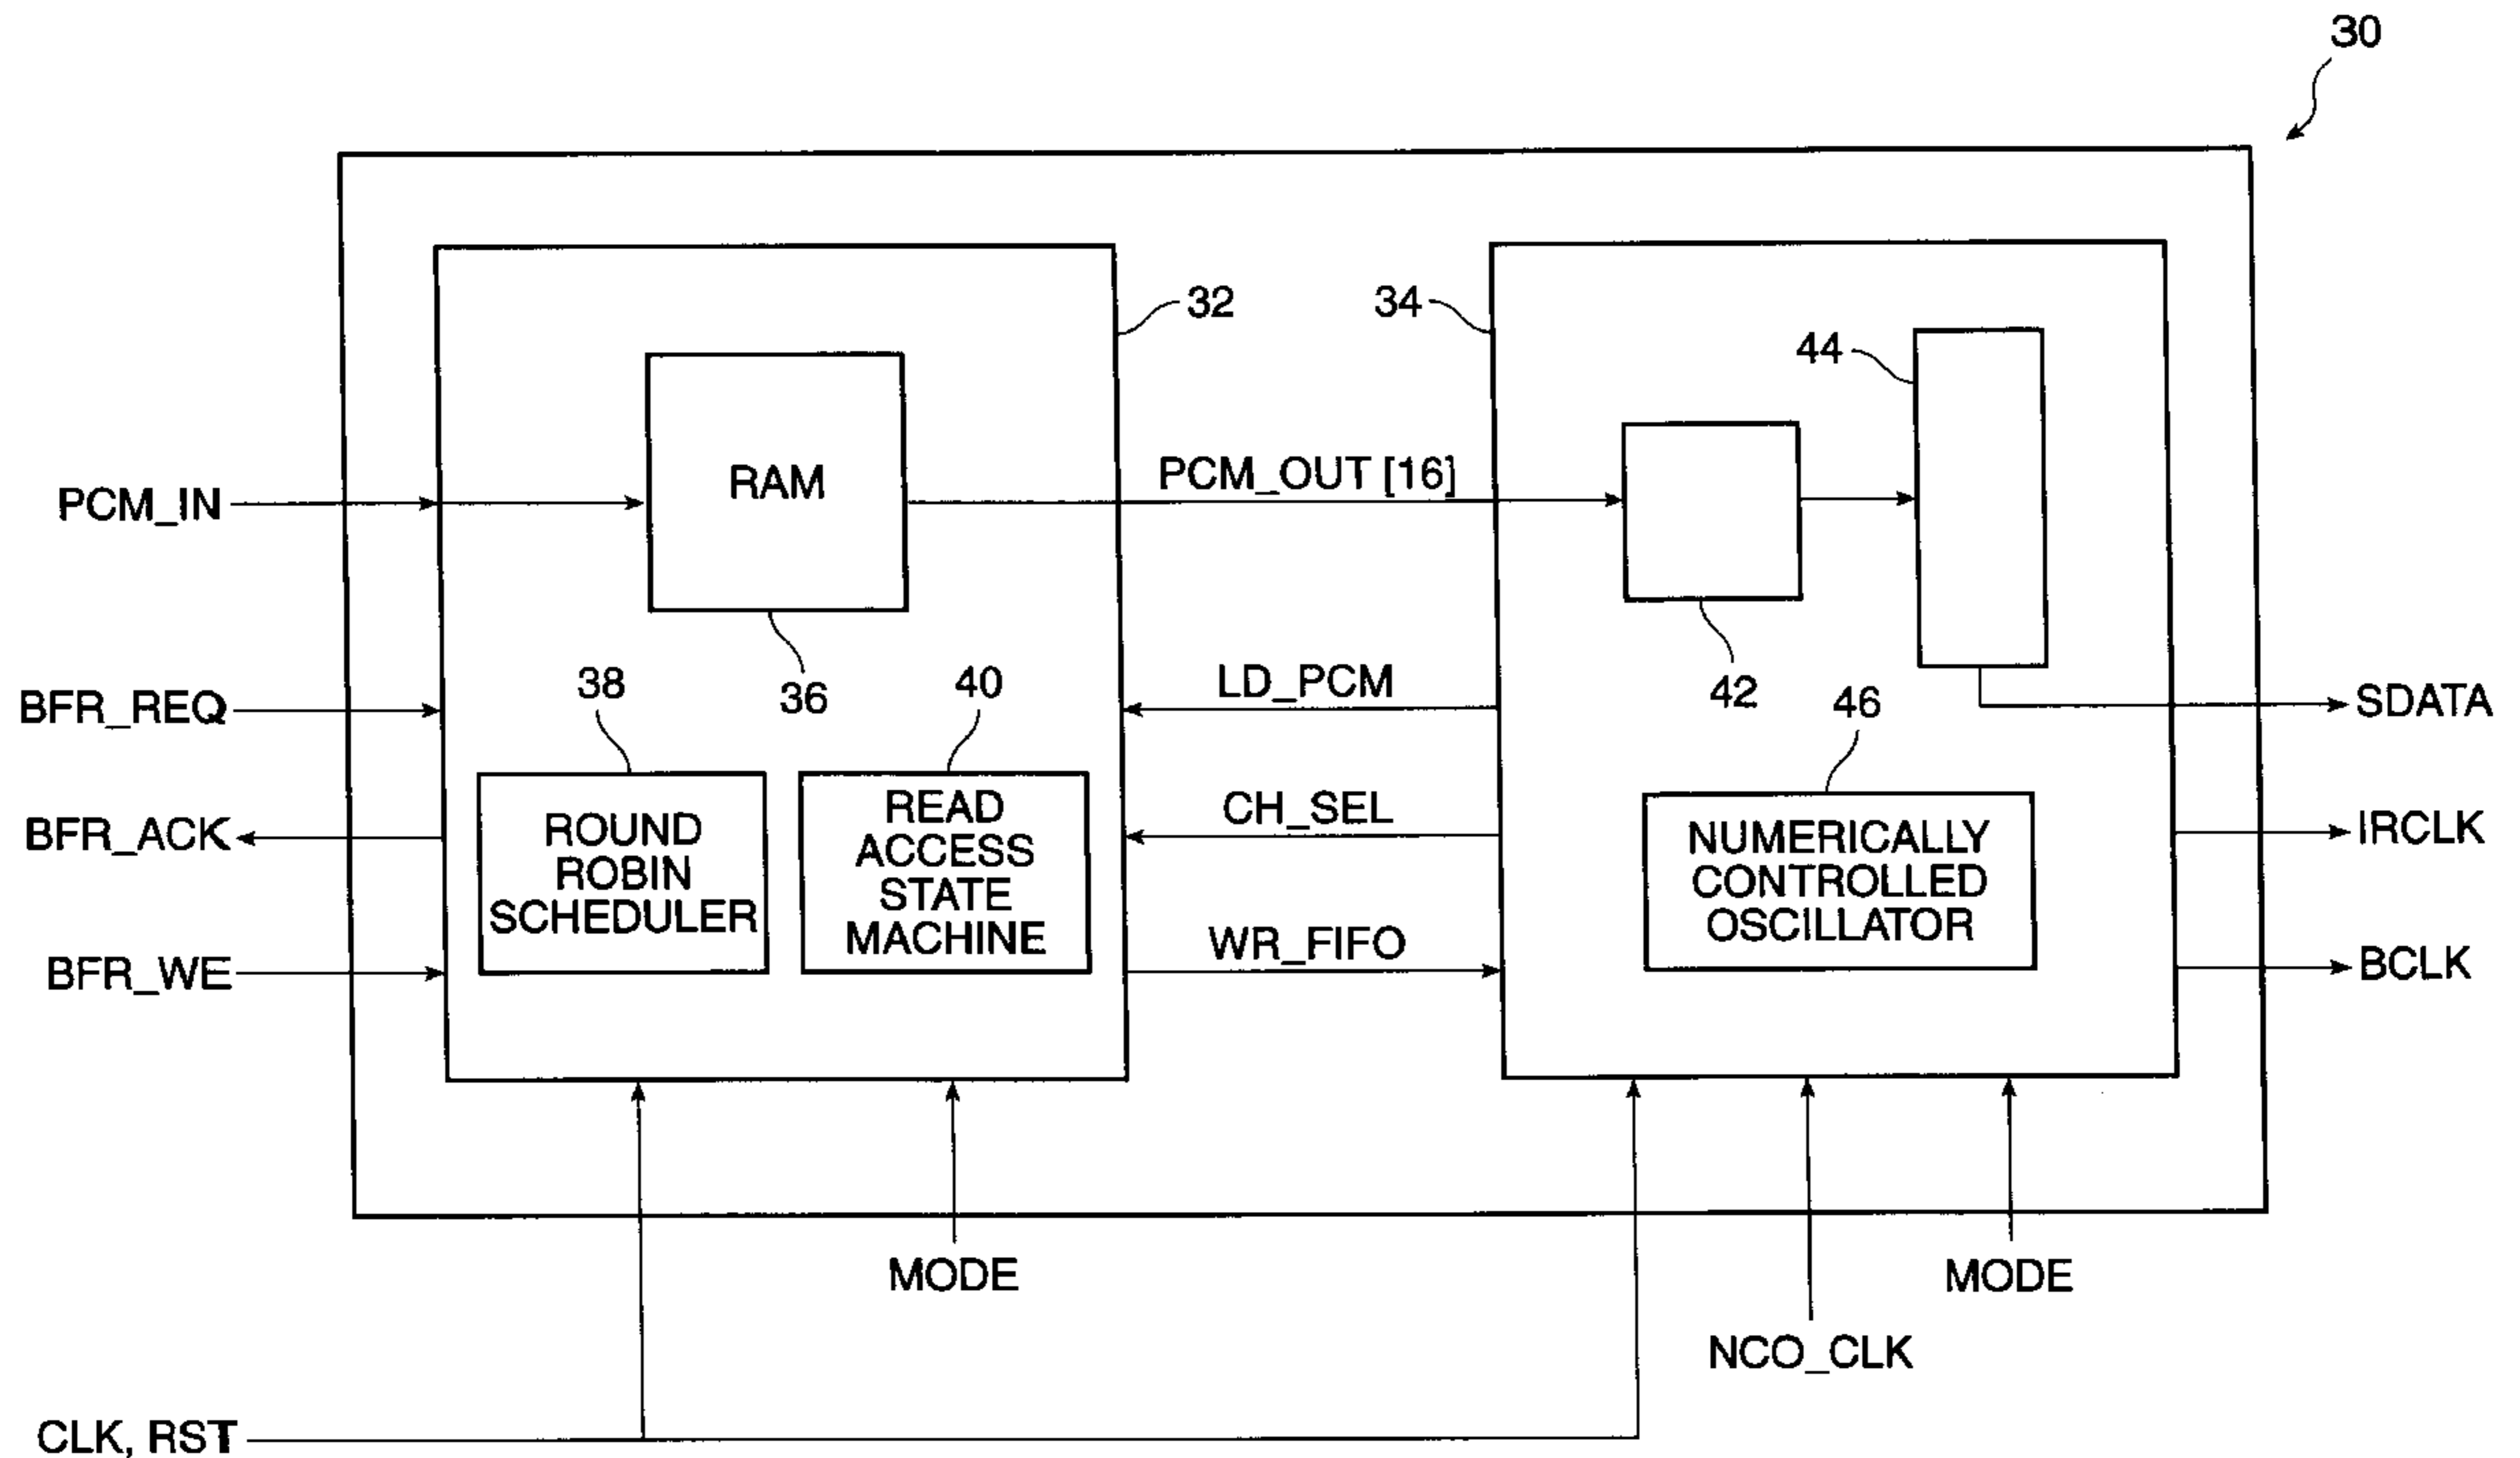 30
32
34
44
RAM
PCM_OUT [16]
PCM_IN
36
42
38
40
LD_PCM
46
BFR_REQ
SDATA
ROUND
ROBIN
SCHEDULER
READ
ACCESS
STATE
MACHINE
CH_SEL
NUMERICALLY
CONTROLLED
OSCILLATOR
BFR_ACK
IRCLK
WR_FIFO
BFR_WE
BCLK
MODE
MODE
NCO_CLK
CLK, RST